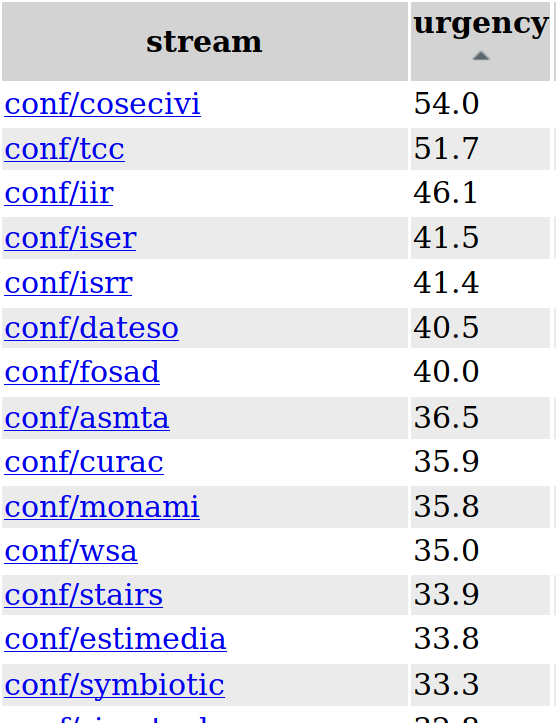 stream urgency
conf/cosecivi 54.0
conf/tcc 51.7
conf/iir 46.1
conf/iser 41.5
conf/isrr 41.4
conf/dateso 40.5
conf/fosad 40.0
conf/asmta 36.5
conf/curac 35.9
conf/monami 35.8
conf/wsa 35.0
conf/stairs 33.9
conf/estimedia 33.8
conf/symbiotic 33.3